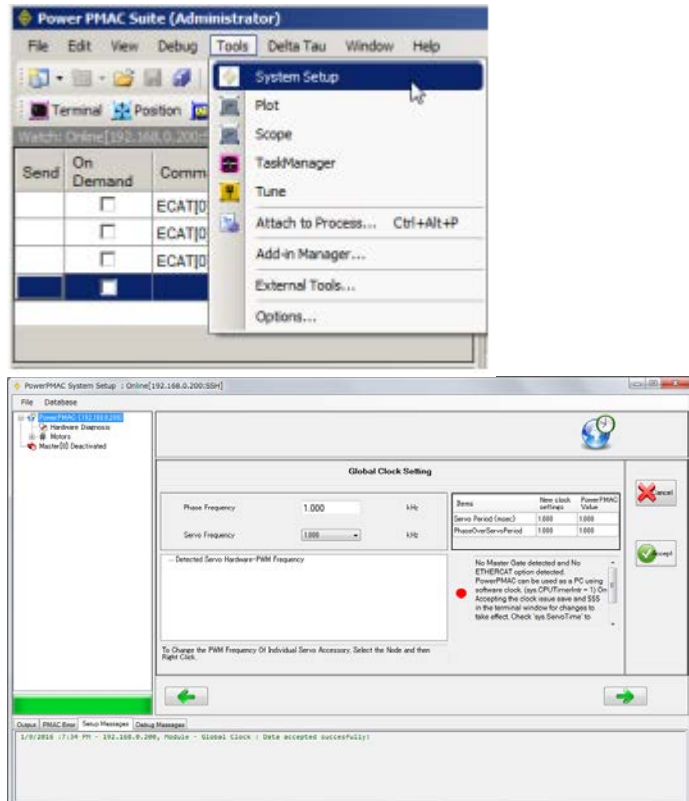 Power PMAC Suite (Administrator)
File Edit View Debug Tools Delta Tau Window Help
System Setup
Terminal Position
Plot
Watch: Online[192.168.0.200:
Scope
Send On Demand Comm
TaskManager
ECAT[0
Tune
ECAT[0
Attach to Process... Ctrl+Alt+P
ECAT[0
Add-in Manager...
External Tools...
Options...
PowerPMAC System Setup : Online[192.168.0.200:SSH]
File Database
PowerPMAC [192.168.0.200]
Hardware Diagnosis
Motors
Master[0] Deactivated
Global Clock Setting
Phase Frequency 1.000 kHz
Servo Frequency 1.000 kHz
Items New clock settings PowerPMAC Value
Servo Period (msec) 1.000 1.000
PhaseOverServoPeriod 1.000 1.000
Cancel
Accept
Detected Servo Hardware-PWM Frequency
No Master Gate detected and No
ETHERCAT option detected.
PowerPMAC can be used as a PC using
software clock. (sys.CPUTimerIntr = 1) On
Accepting the clock issue save and $$$
in the terminal window for changes to
take effect. Check 'sys.ServoTime' to
To Change the PWM Frequency Of Individual Servo Accessory, Select the Node and then
Right Click.
Output PMAC Error Setup Messages Debug Messages
1/9/2016 :7:34 PM - 192.168.0.200, Module - Global Clock : Data accepted succesfully!